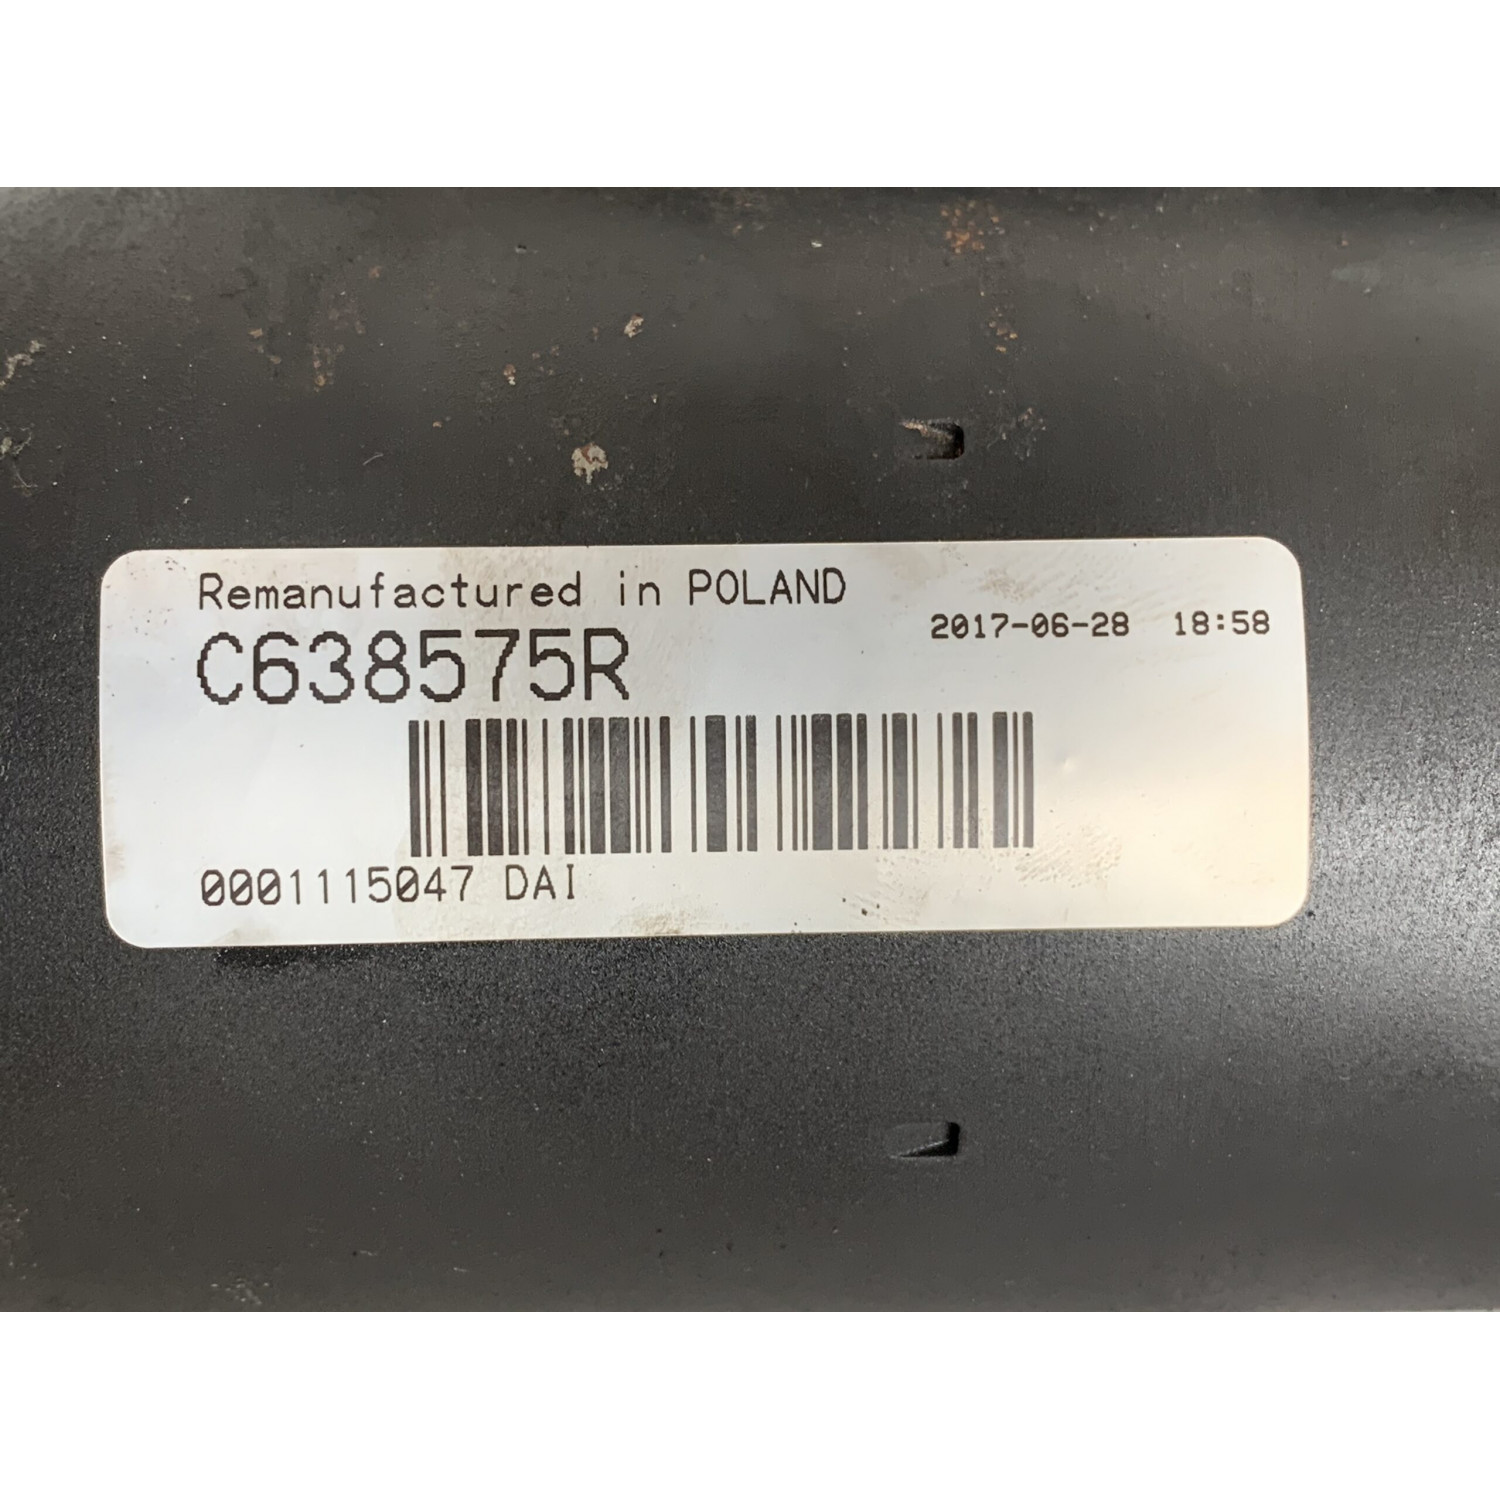 Remanufactured in POLAND
2017-06-28 18:58
C638575R
0001115047 DAI